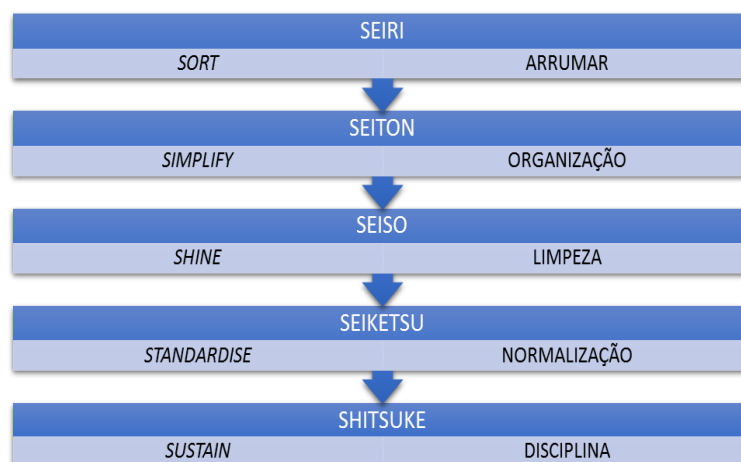 SEIRI
SORT ARRUMAR
SEITON
SIMPLIFY ORGANIZAÇÃO
SEISO
SHINE LIMPEZA
SEIKETSU
STANDARDISE NORMALIZAÇÃO
SHITSUKE
SUSTAIN DISCIPLINA